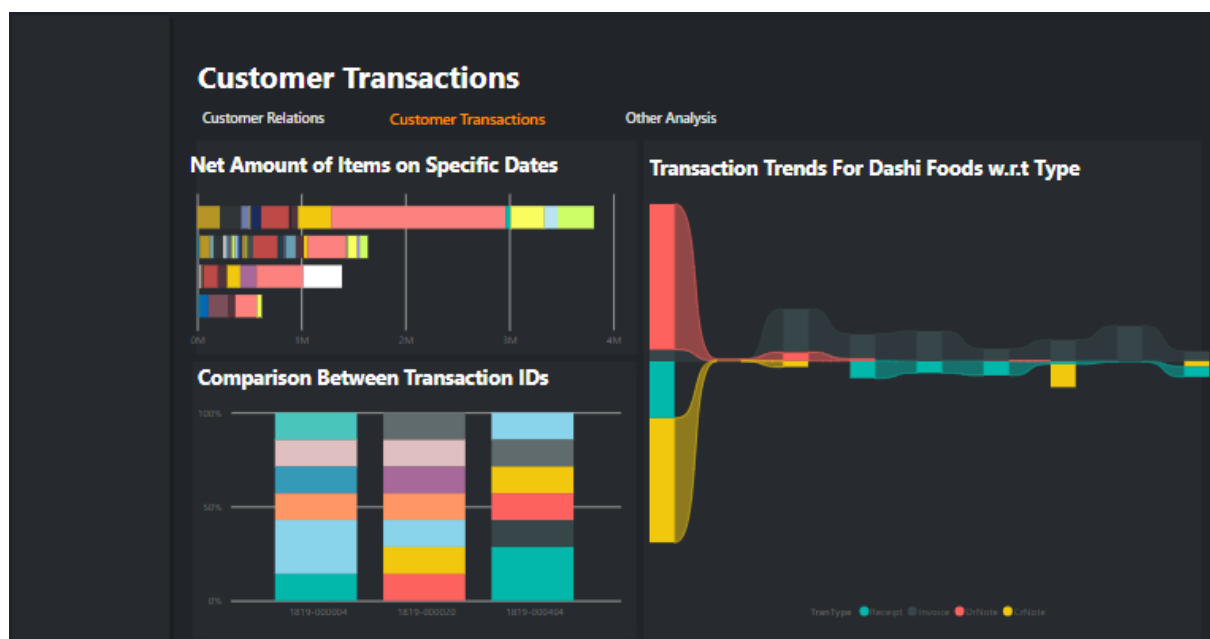 Customer Transactions
Customer Relations
Customer Transactions
Other Analysis
Net Amount of Items on Specific Dates
0M 1M 2M 3M 4M
Comparison Between Transaction IDs
100%
50%
0%
1819-000004 1819-000020 1819-000404
Transaction Trends For Dashi Foods w.r.t Type
TranType Receipt Invoice DrNote CrNote